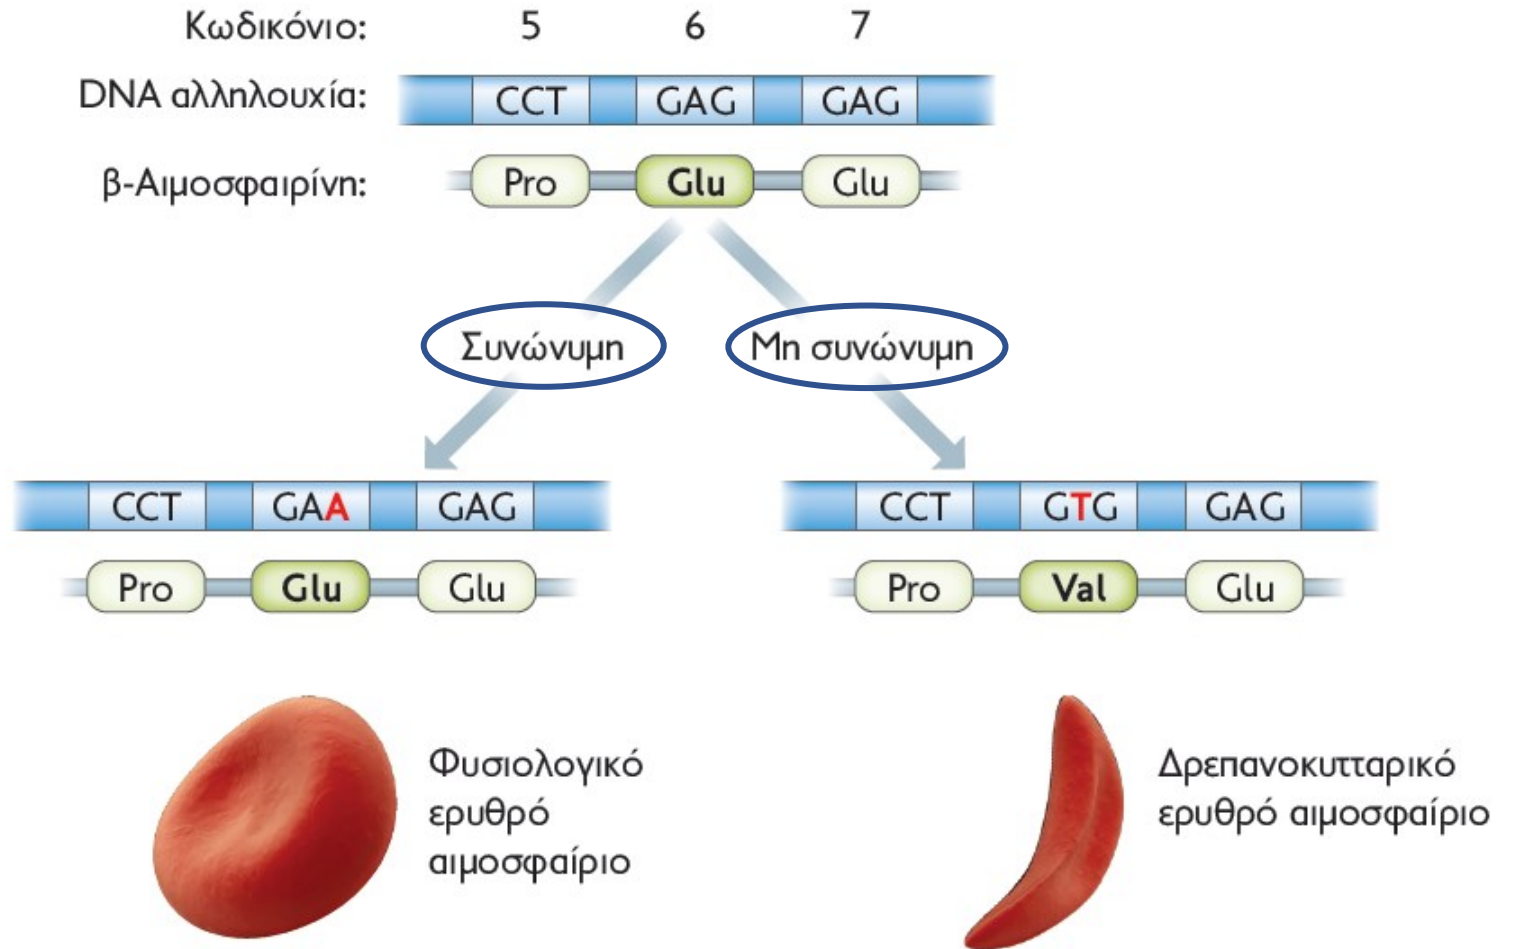 Κωδικόνιο: 5 6 7
DNA αλληλουχία: CCT GAG GAG
β-Αιμοσφαιρίνη: Pro Glu Glu
Συνώνυμη Μη συνώνυμη
CCT GAA GAG CCT GTG GAG
Pro Glu Glu Pro Val Glu
Φυσιολογικό
ερυθρό
αιμοσφαίριο
Δρεπανοκυτταρικό
ερυθρό αιμοσφαίριο